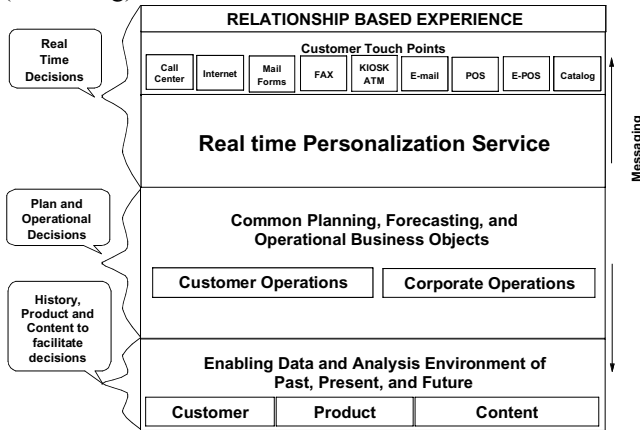 RELATIONSHIP BASED EXPERIENCE
Real
Time
Decisions
Customer Touch Points
Call
Center
Internet
Mail
Forms
FAX
KIOSK
ATM
E-mail
POS
E-POS
Catalog
Real time Personalization Service
Messaging
Plan and
Operational
Decisions
Common Planning, Forecasting, and
Operational Business Objects
Customer Operations
Corporate Operations
History,
Product and
Content to
facilitate
decisions
Enabling Data and Analysis Environment of
Past, Present, and Future
Customer
Product
Content